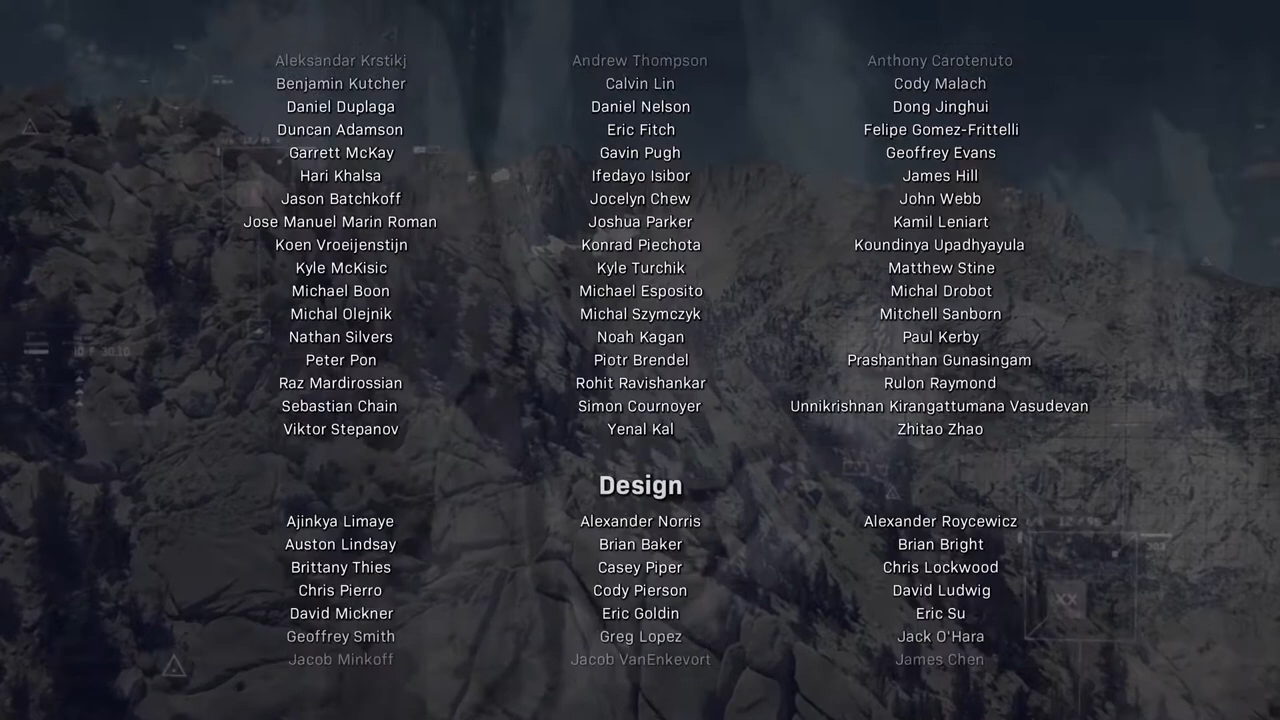 Aleksandar Krstikj Andrew Thompson Anthony Carotenuto
Benjamin Kutcher Calvin Lin Cody Malach
Daniel Duplaga Daniel Nelson Dong Jinghui
Duncan Adamson Eric Fitch Felipe Gomez-Frittelli
Garrett McKay Gavin Pugh Geoffrey Evans
Hari Khalsa Ifedayo Isibor James Hill
Jason Batchkoff Jocelyn Chew John Webb
Jose Manuel Marin Roman Joshua Parker Kamil Leniart
Koen Vroeijenstijn Konrad Piechota Koundinya Upadhyayula
Kyle McKisic Kyle Turchik Matthew Stine
Michael Boon Michael Esposito Michal Drobot
Michal Olejnik Michal Szymczyk Mitchell Sanborn
Nathan Silvers Noah Kagan Paul Kerby
Peter Pon Piotr Brendel Prashanthan Gunasingam
Raz Mardirossian Rohit Ravishankar Rulon Raymond
Sebastian Chain Simon Cournoyer Unnikrishnan Kirangattumana Vasudevan
Viktor Stepanov Yenal Kal Zhitao Zhao
Design
Ajinkya Limaye Alexander Norris Alexander Roycewicz
Auston Lindsay Brian Baker Brian Bright
Brittany Thies Casey Piper Chris Lockwood
Chris Pierro Cody Pierson David Ludwig
David Mickner Eric Goldin Eric Su
Geoffrey Smith Greg Lopez Jack O'Hara
Jacob Minkoff Jacob VanEnkevort James Chen
XX